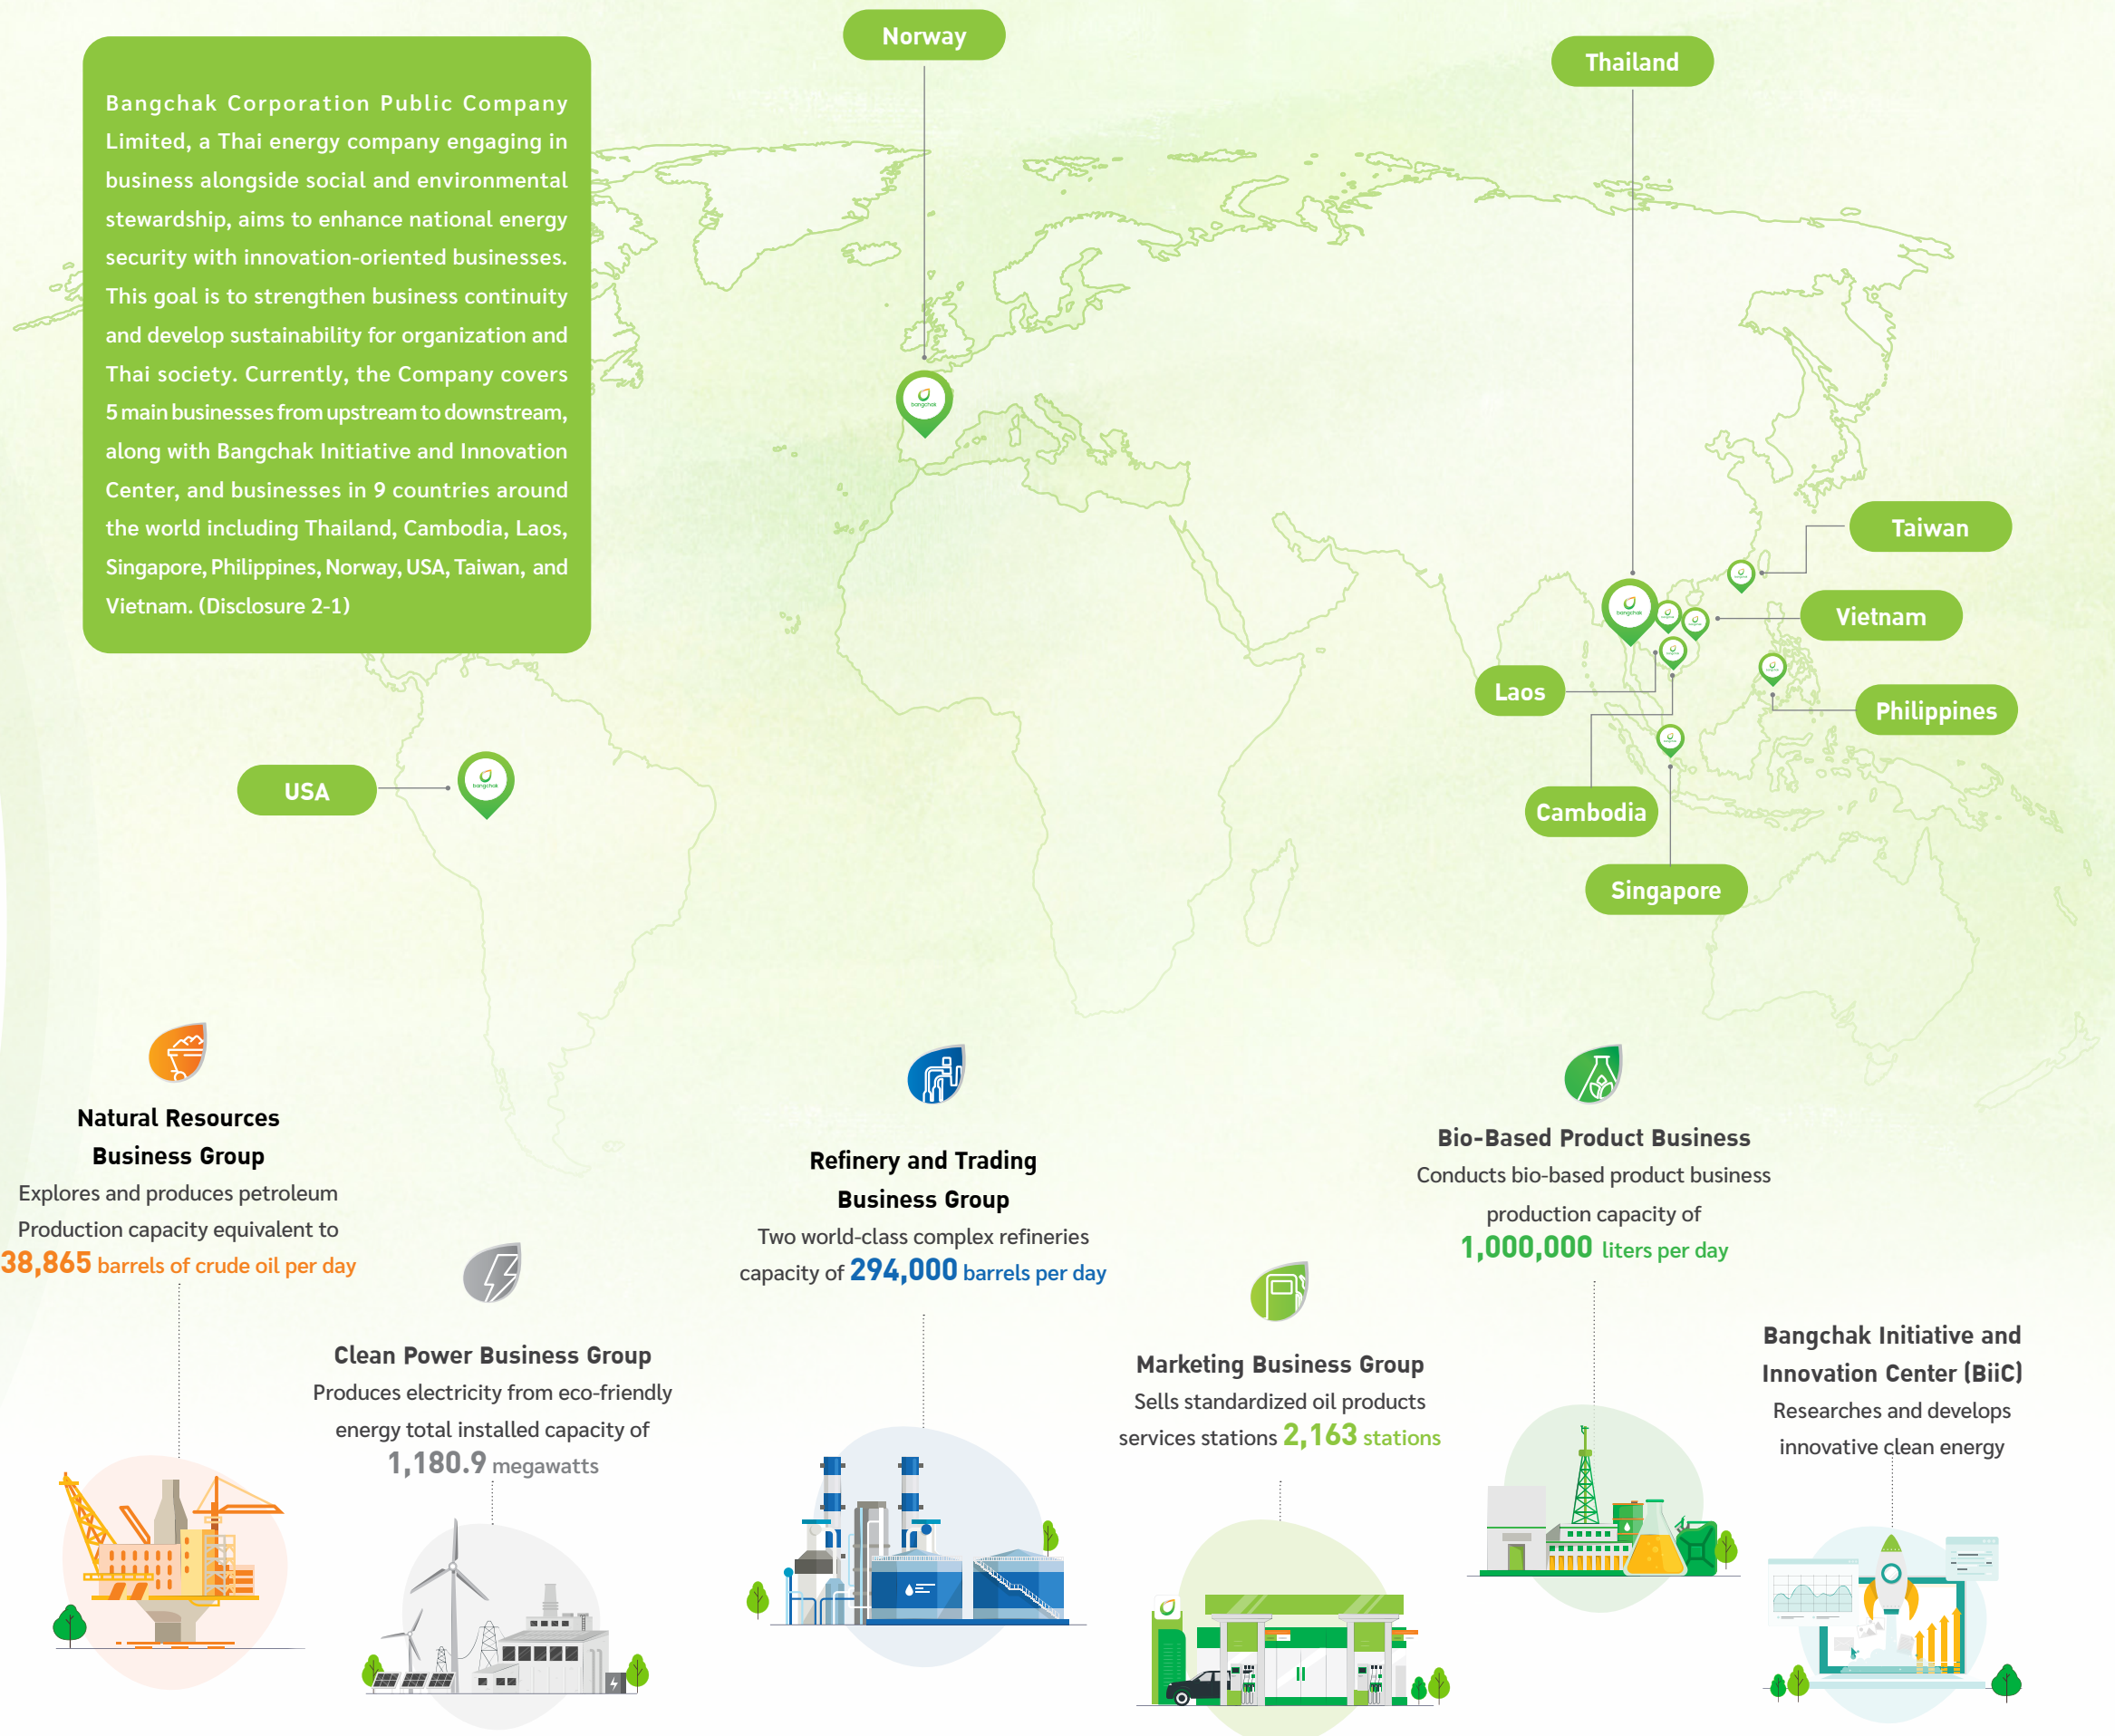 Bangchak Corporation Public Company
Limited, a Thai energy company engaging in
business alongside social and environmental
stewardship, aims to enhance national energy
security with innovation-oriented businesses.
This goal is to strengthen business continuity
and develop sustainability for organization and
Thai society. Currently, the Company covers
5 main businesses from upstream to downstream,
along with Bangchak Initiative and Innovation
Center, and businesses in 9 countries around
the world including Thailand, Cambodia, Laos,
Singapore, Philippines, Norway, USA, Taiwan, and
Vietnam. (Disclosure 2-1)
Norway
Thailand
bangchak
Taiwan
bangchak
Vietnam
Laos
Philippines
USA
bangchak
Cambodia
Singapore
Natural Resources
Business Group
Explores and produces petroleum
Production capacity equivalent to
38,865 barrels of crude oil per day
Clean Power Business Group
Produces electricity from eco-friendly
energy total installed capacity of
1,180.9 megawatts
Refinery and Trading
Business Group
Two world-class complex refineries
capacity of 294,000 barrels per day
Marketing Business Group
Sells standardized oil products
services stations 2,163 stations
Bio-Based Product Business
Conducts bio-based product business
production capacity of
1,000,000 liters per day
Bangchak Initiative and
Innovation Center (BiiC)
Researches and develops
innovative clean energy